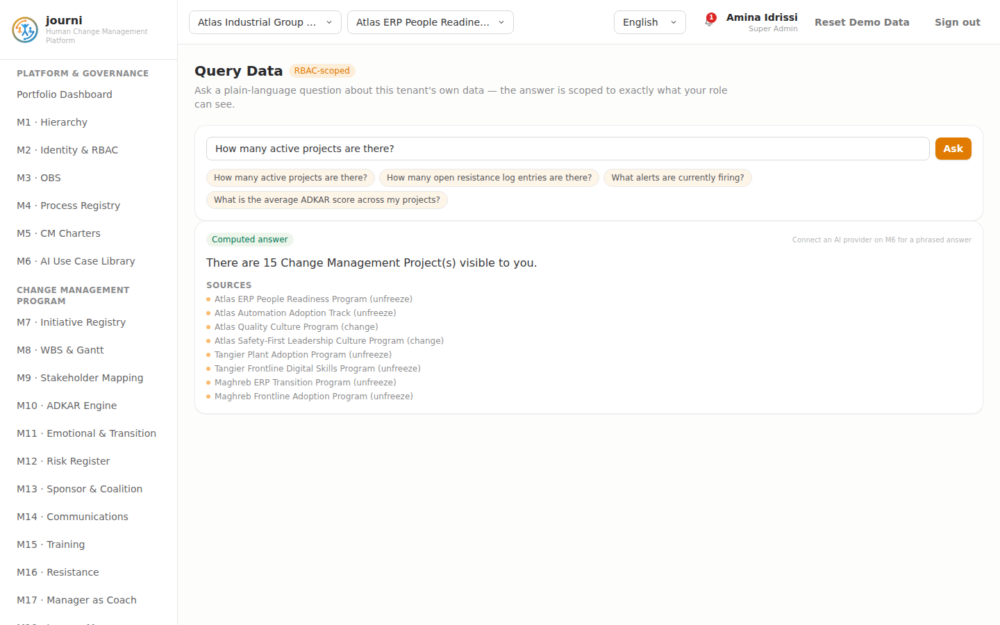 journi
Human Change Management
Platform
Atlas Industrial Group ...
Atlas ERP People Readine...
English
1
Amina Idrissi
Super Admin
Reset Demo Data
Sign out
PLATFORM & GOVERNANCE
Portfolio Dashboard
M1 · Hierarchy
M2 · Identity & RBAC
M3 · OBS
M4 · Process Registry
M5 · CM Charters
M6 · AI Use Case Library
CHANGE MANAGEMENT
PROGRAM
M7 · Initiative Registry
M8 · WBS & Gantt
M9 · Stakeholder Mapping
M10 · ADKAR Engine
M11 · Emotional & Transition
M12 · Risk Register
M13 · Sponsor & Coalition
M14 · Communications
M15 · Training
M16 · Resistance
M17 · Manager as Coach
Query Data
RBAC-scoped
Ask a plain-language question about this tenant's own data — the answer is scoped to exactly what your role
can see.
How many active projects are there?
Ask
How many active projects are there?
How many open resistance log entries are there?
What alerts are currently firing?
What is the average ADKAR score across my projects?
Computed answer
Connect an AI provider on M6 for a phrased answer
There are 15 Change Management Project(s) visible to you.
SOURCES
Atlas ERP People Readiness Program (unfreeze)
Atlas Automation Adoption Track (unfreeze)
Atlas Quality Culture Program (change)
Atlas Safety-First Leadership Culture Program (change)
Tangier Plant Adoption Program (unfreeze)
Tangier Frontline Digital Skills Program (unfreeze)
Maghreb ERP Transition Program (unfreeze)
Maghreb Frontline Adoption Program (unfreeze)